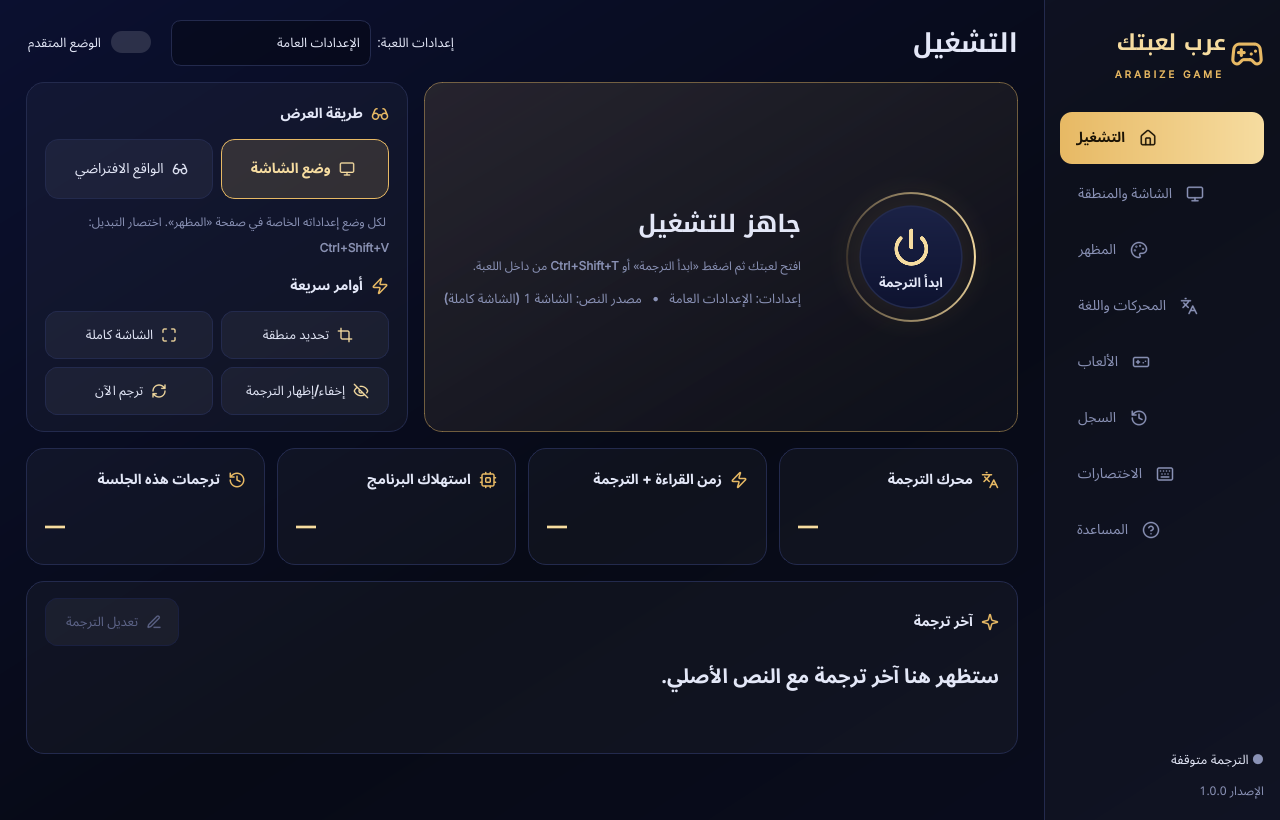 عرب لعبتك
ARABIZE GAME
التشغيل
الشاشة والمنطقة
المظهر
المحركات واللغة
الألعاب
السجل
الاختصارات
المساعدة
الترجمة متوقفة
الإصدار 1.0.0
التشغيل
إعدادات اللعبة:
الإعدادات العامة
الوضع المتقدم
ابدأ الترجمة
جاهز للتشغيل
افتح لعبتك ثم اضغط «ابدأ الترجمة» أو Ctrl+Shift+T من داخل اللعبة.
إعدادات: الإعدادات العامة • مصدر النص: الشاشة 1 (الشاشة كاملة)
طريقة العرض
وضع الشاشة
الواقع الافتراضي
لكل وضع إعداداته الخاصة في صفحة «المظهر». اختصار التبديل:
Ctrl+Shift+V
أوامر سريعة
تحديد منطقة
الشاشة كاملة
إخفاء/إظهار الترجمة
ترجم الآن
محرك الترجمة
—
زمن القراءة + الترجمة
—
استهلاك البرنامج
—
ترجمات هذه الجلسة
—
آخر ترجمة
تعديل الترجمة
ستظهر هنا آخر ترجمة مع النص الأصلي.